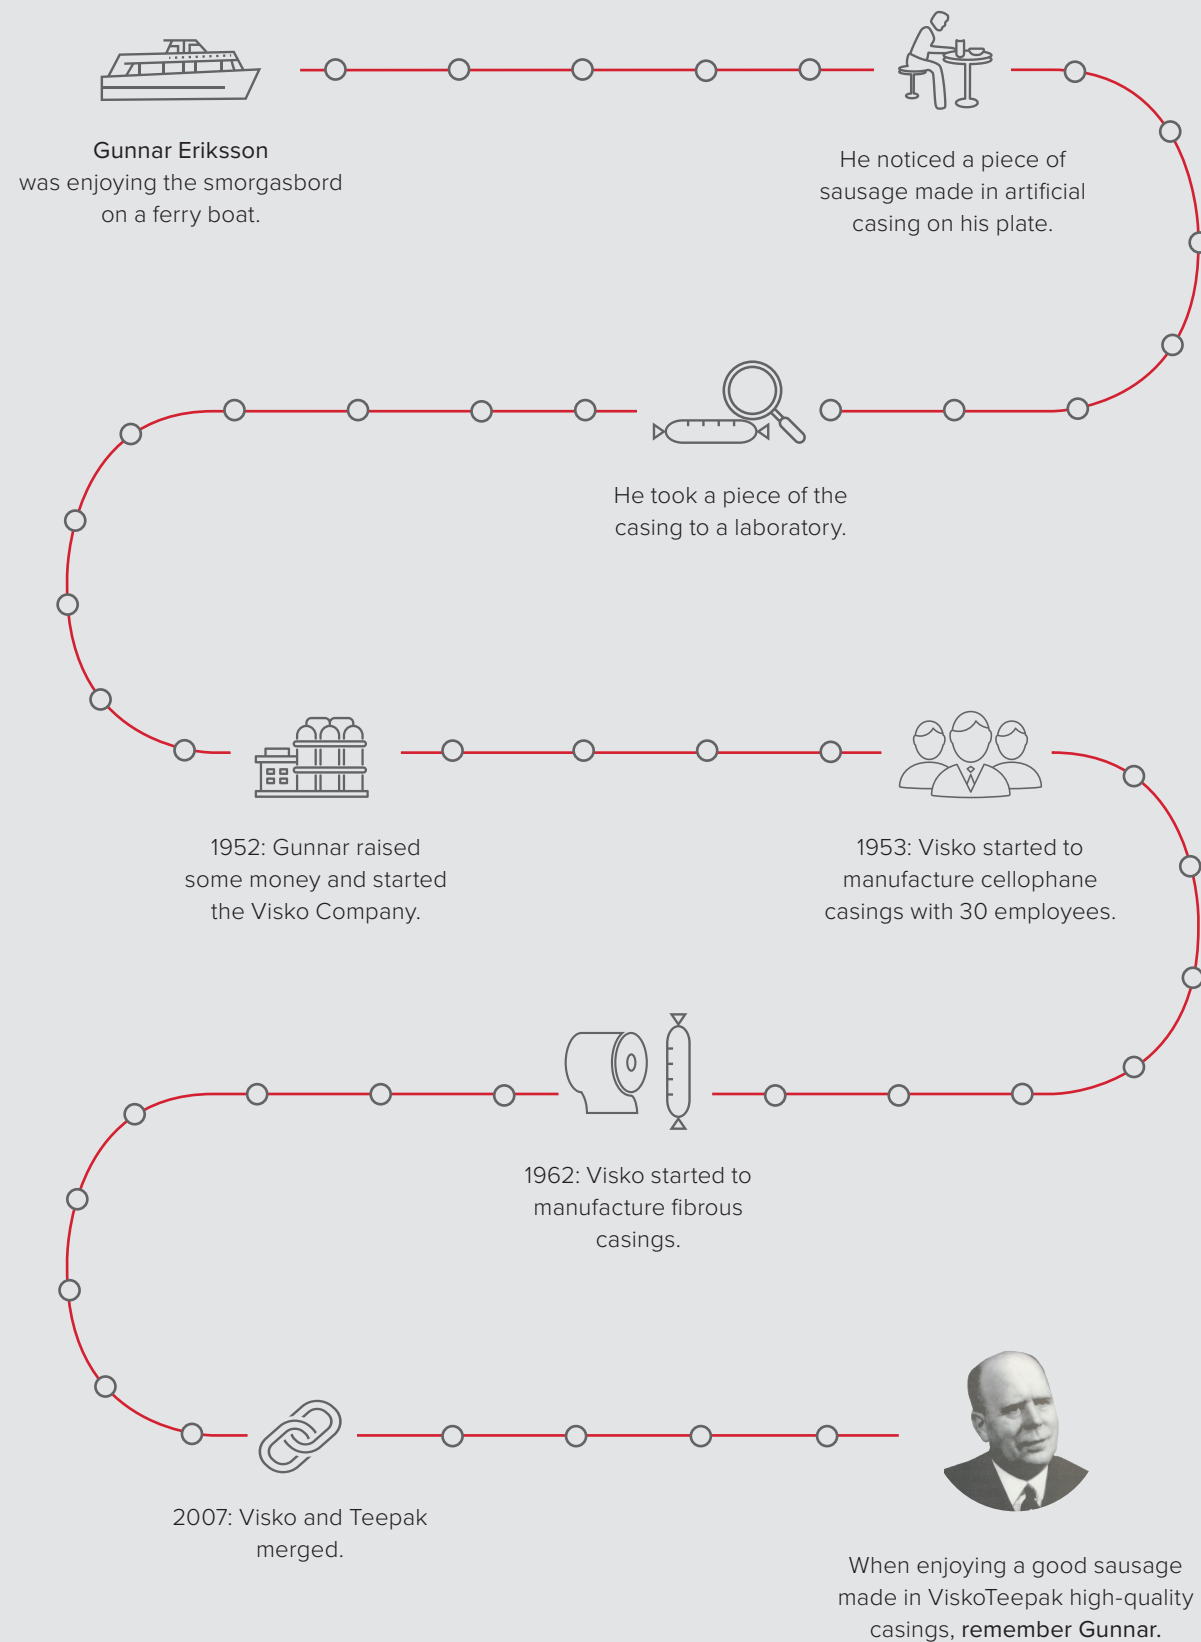 Gunnar Eriksson
was enjoying the smorgasbord
on a ferry boat.
He noticed a piece of
sausage made in artificial
casing on his plate.
He took a piece of the
casing to a laboratory.
1952: Gunnar raised
some money and started
the Visko Company.
1953: Visko started to
manufacture cellophane
casings with 30 employees.
1962: Visko started to
manufacture fibrous
casings.
2007: Visko and Teepak
merged.
When enjoying a good sausage
made in ViskoTeepak high-quality
casings, remember Gunnar.